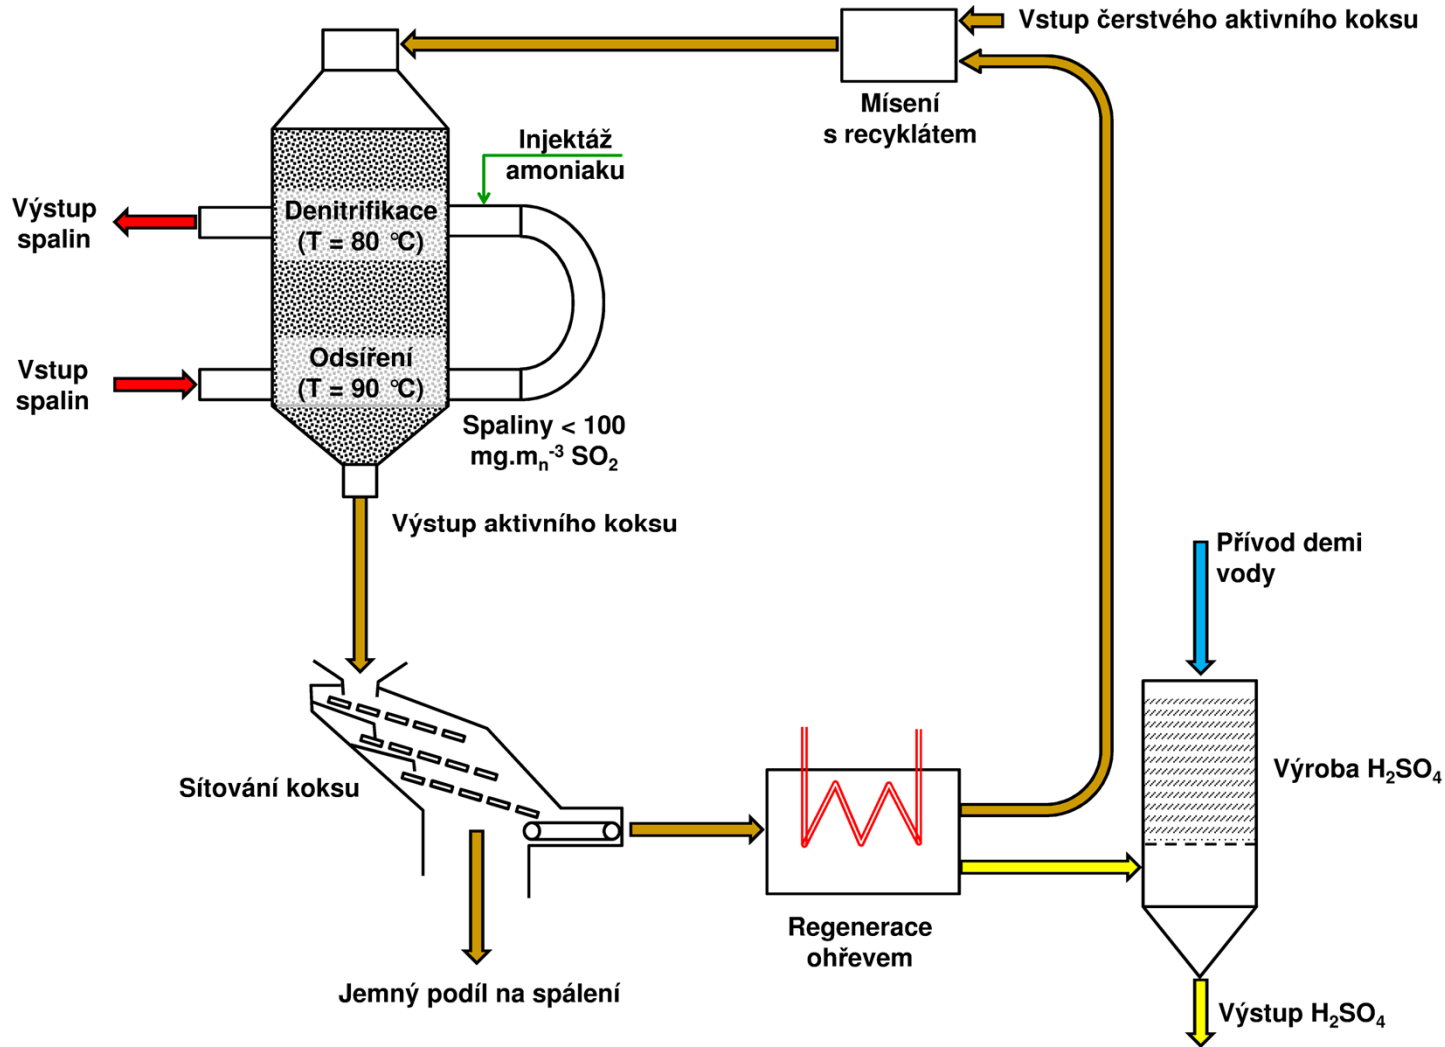 Vstup čerstvého aktivního koksu
Mísení
s recyklátem
Injektáž
amoniaku
Výstup
spalin
Denitrifikace
(T = 80 °C)
Vstup
spalin
Odsíření
(T = 90 °C)
Spaliny < 100
mg.mₙ⁻³ SO₂
Výstup aktivního koksu
Přívod demi
vody
Sítování koksu
Výroba H₂SO₄
Regenerace
ohřevem
Jemný podíl na spálení
Výstup H₂SO₄